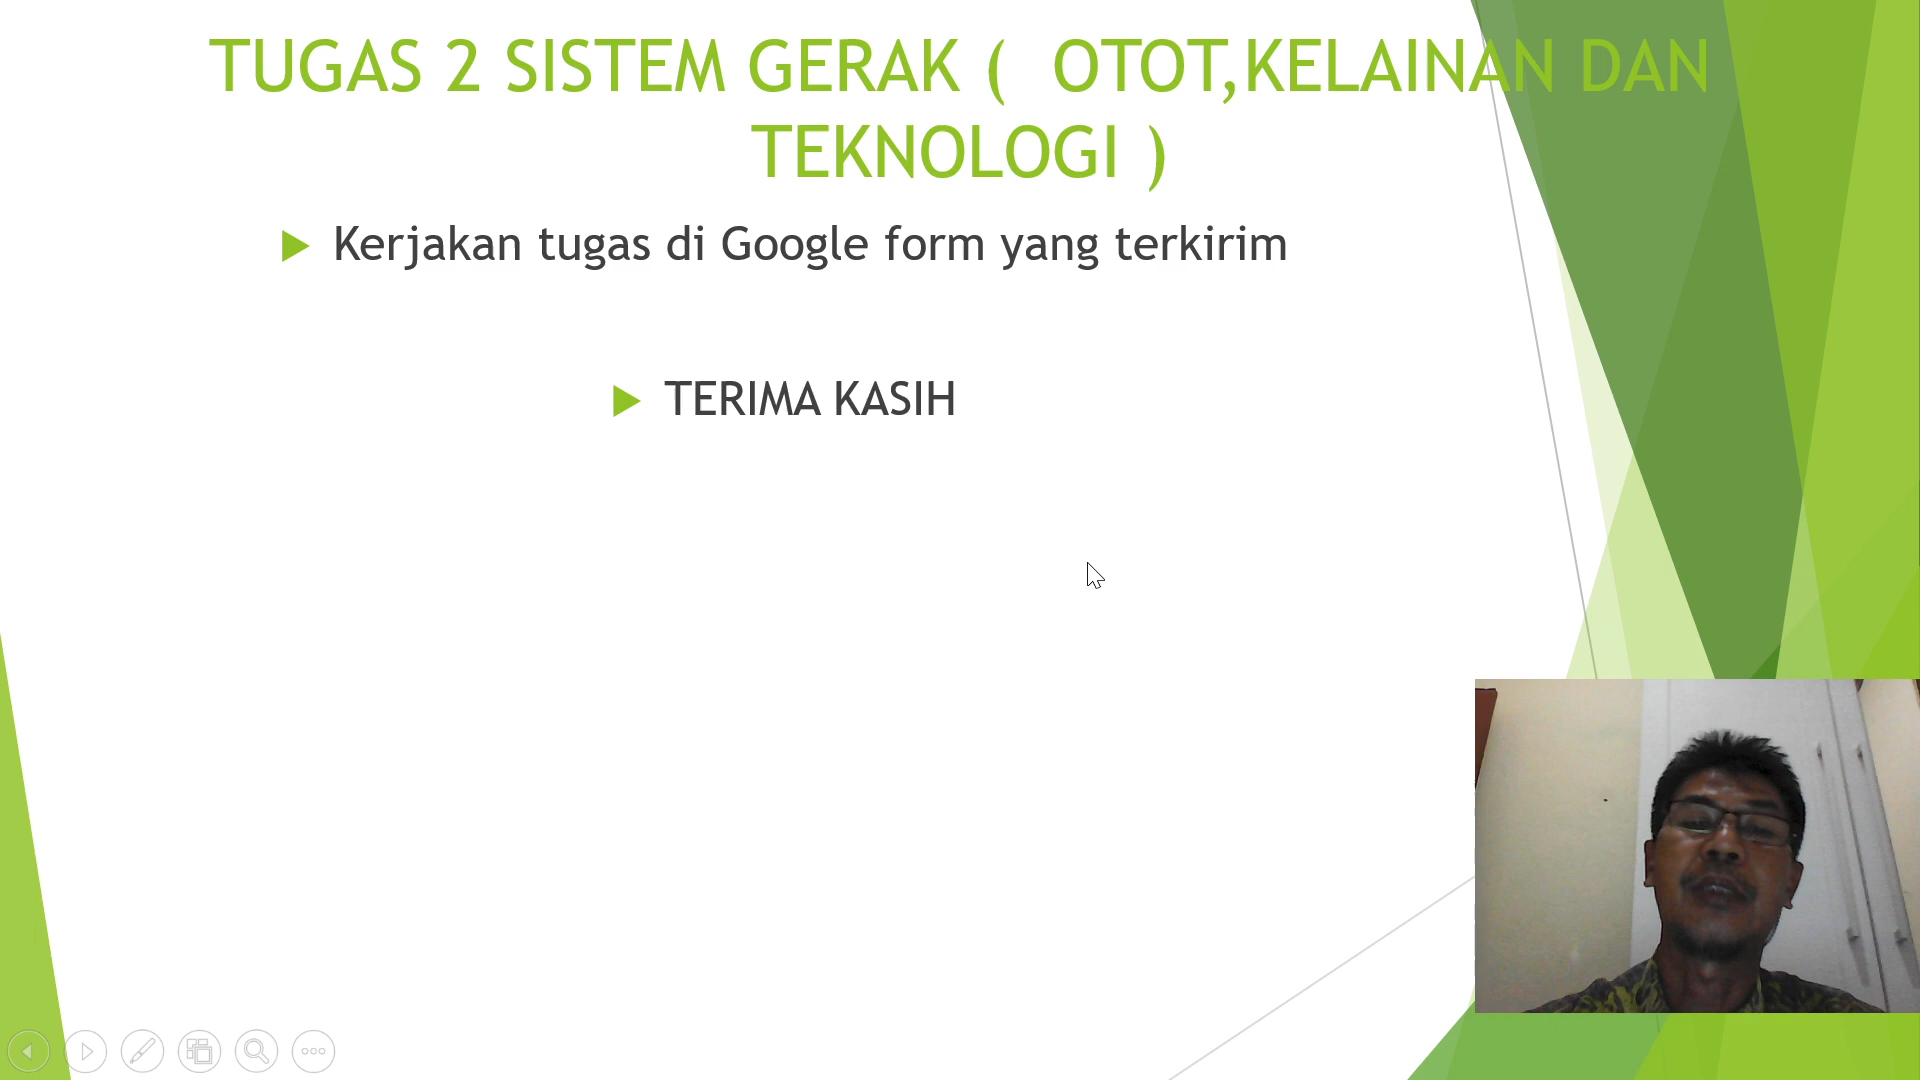 TUGAS 2 SISTEM GERAK (  OTOT,KELAINAN DAN
TEKNOLOGI )
Kerjakan tugas di Google form yang terkirim
TERIMA KASIH